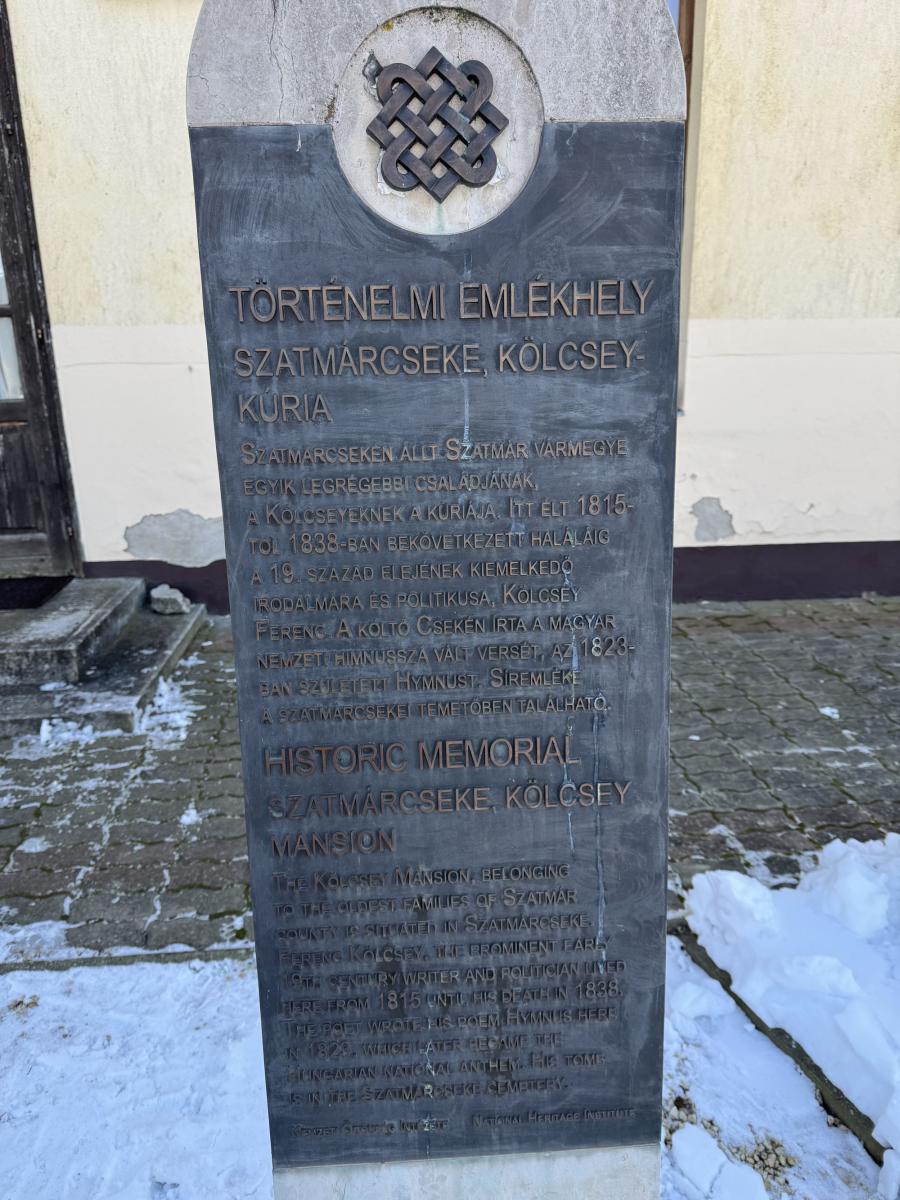 TÖRTÉNELMI EMLÉKHELY
SZATMÁRCSEKE, KÖLCSEY-
KÚRIA
SZATMÁRCSEKÉN ÁLLT SZATMÁR VÁRMEGYE
EGYIK LEGRÉGEBBI CSALÁDJÁNAK,
A KÖLCSEYEKNEK A KÚRIÁJA. ITT ÉLT 1815-
TŐL 1838-BAN BEKÖVETKEZETT HALÁLÁIG
A 19. SZÁZAD ELEJÉNEK KIEMELKEDŐ
IRODALMÁRA ÉS POLITIKUSA, KÖLCSEY
FERENC. A KÖLTŐ CSEKÉN ÍRTA A MAGYAR
NEMZET HIMNUSSZÁ VÁLT VERSÉT, AZ 1823-
BAN SZÜLETETT HYMNUST. SÍREMLÉKE
A SZATMÁRCSEKEI TEMETŐBEN TALÁLHATÓ.
HISTORIC MEMORIAL
SZATMÁRCSEKE, KÖLCSEY
MANSION
THE KÖLCSEY MANSION, BELONGING
TO THE OLDEST FAMILIES OF SZATMÁR
COUNTY IS SITUATED IN SZATMÁRCSEKE.
FERENC KÖLCSEY, THE PROMINENT EARLY
19TH CENTURY WRITER AND POLITICIAN LIVED
HERE FROM 1815 UNTIL HIS DEATH IN 1838.
THE POET WROTE HIS POEM HYMNUS HERE
IN 1823, WHICH LATER BECAME THE
HUNGARIAN NATIONAL ANTHEM. HIS TOMB
IS IN THE SZATMÁRCSEKE CEMETERY.
NEMZETI ÖRÖKSÉG INTÉZETE NATIONAL HERITAGE INSTITUTE